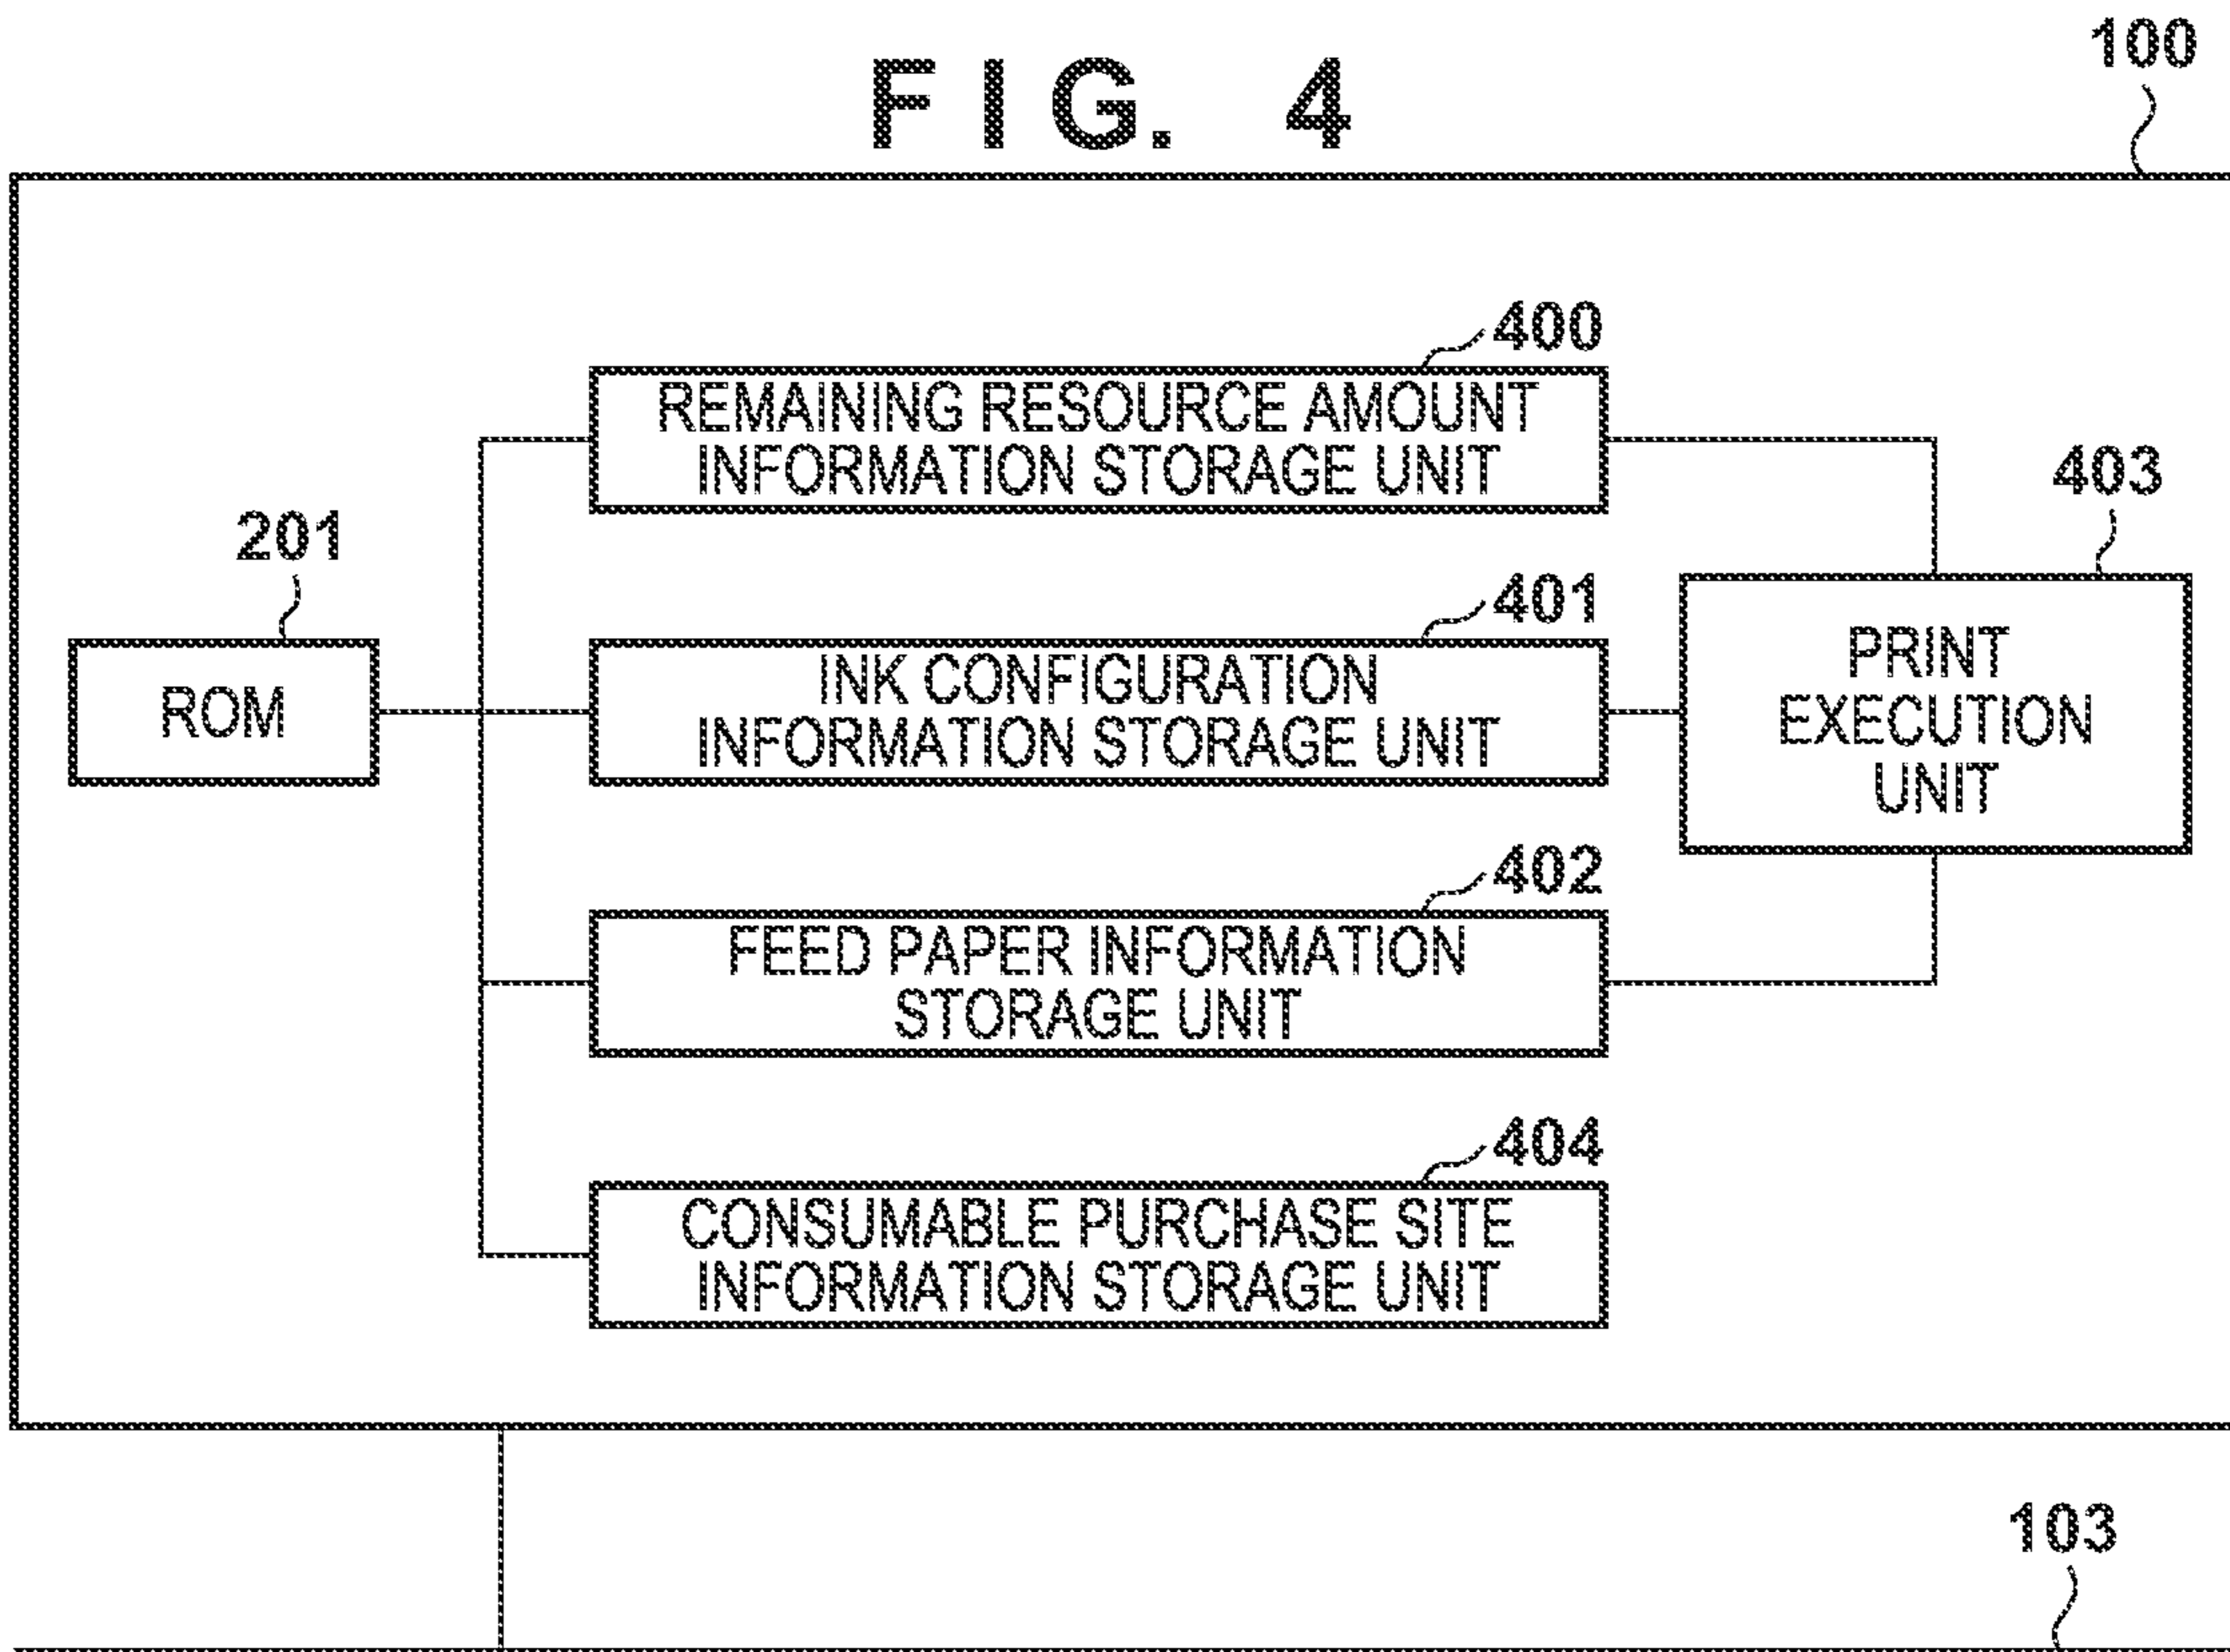 FIG. 4
100
400
REMAINING RESOURCE AMOUNT
INFORMATION STORAGE UNIT
403
201
401
ROM
INK CONFIGURATION
INFORMATION STORAGE UNIT
PRINT
EXECUTION
UNIT
402
FEED PAPER INFORMATION
STORAGE UNIT
404
CONSUMABLE PURCHASE SITE
INFORMATION STORAGE UNIT
103